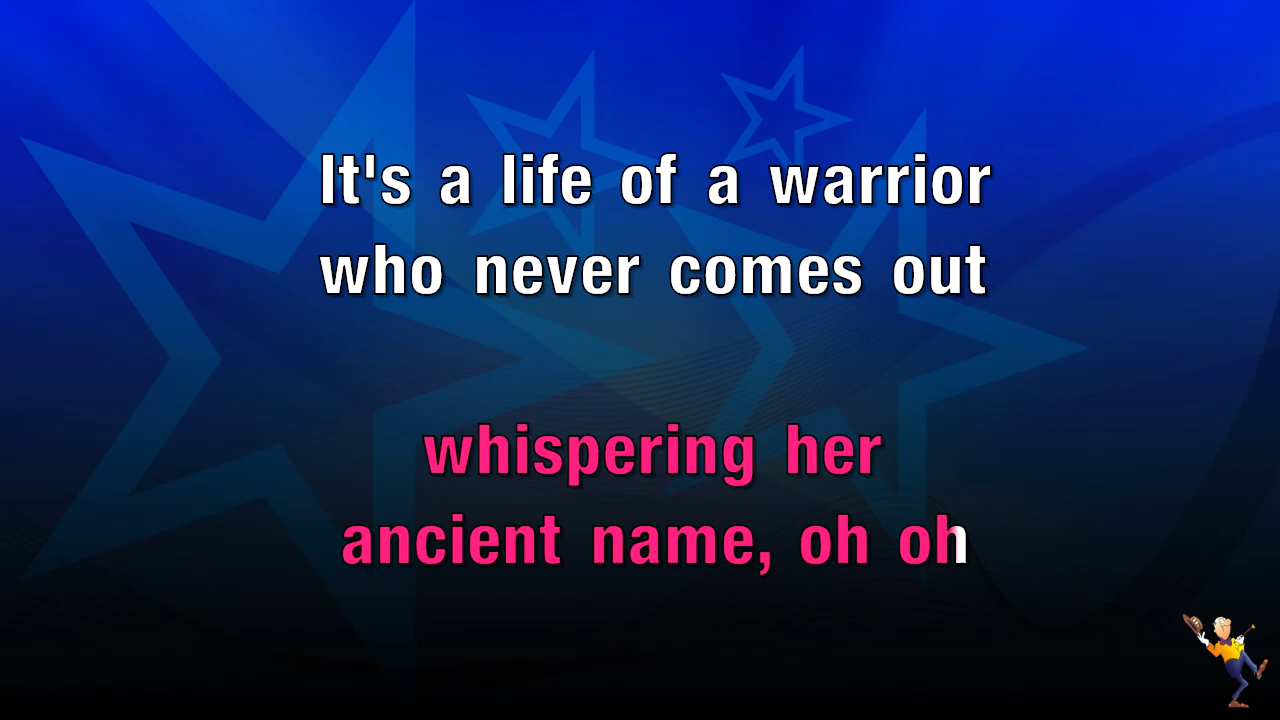 It's a life of a warrior
who never comes out
whispering her
ancient name, oh oh